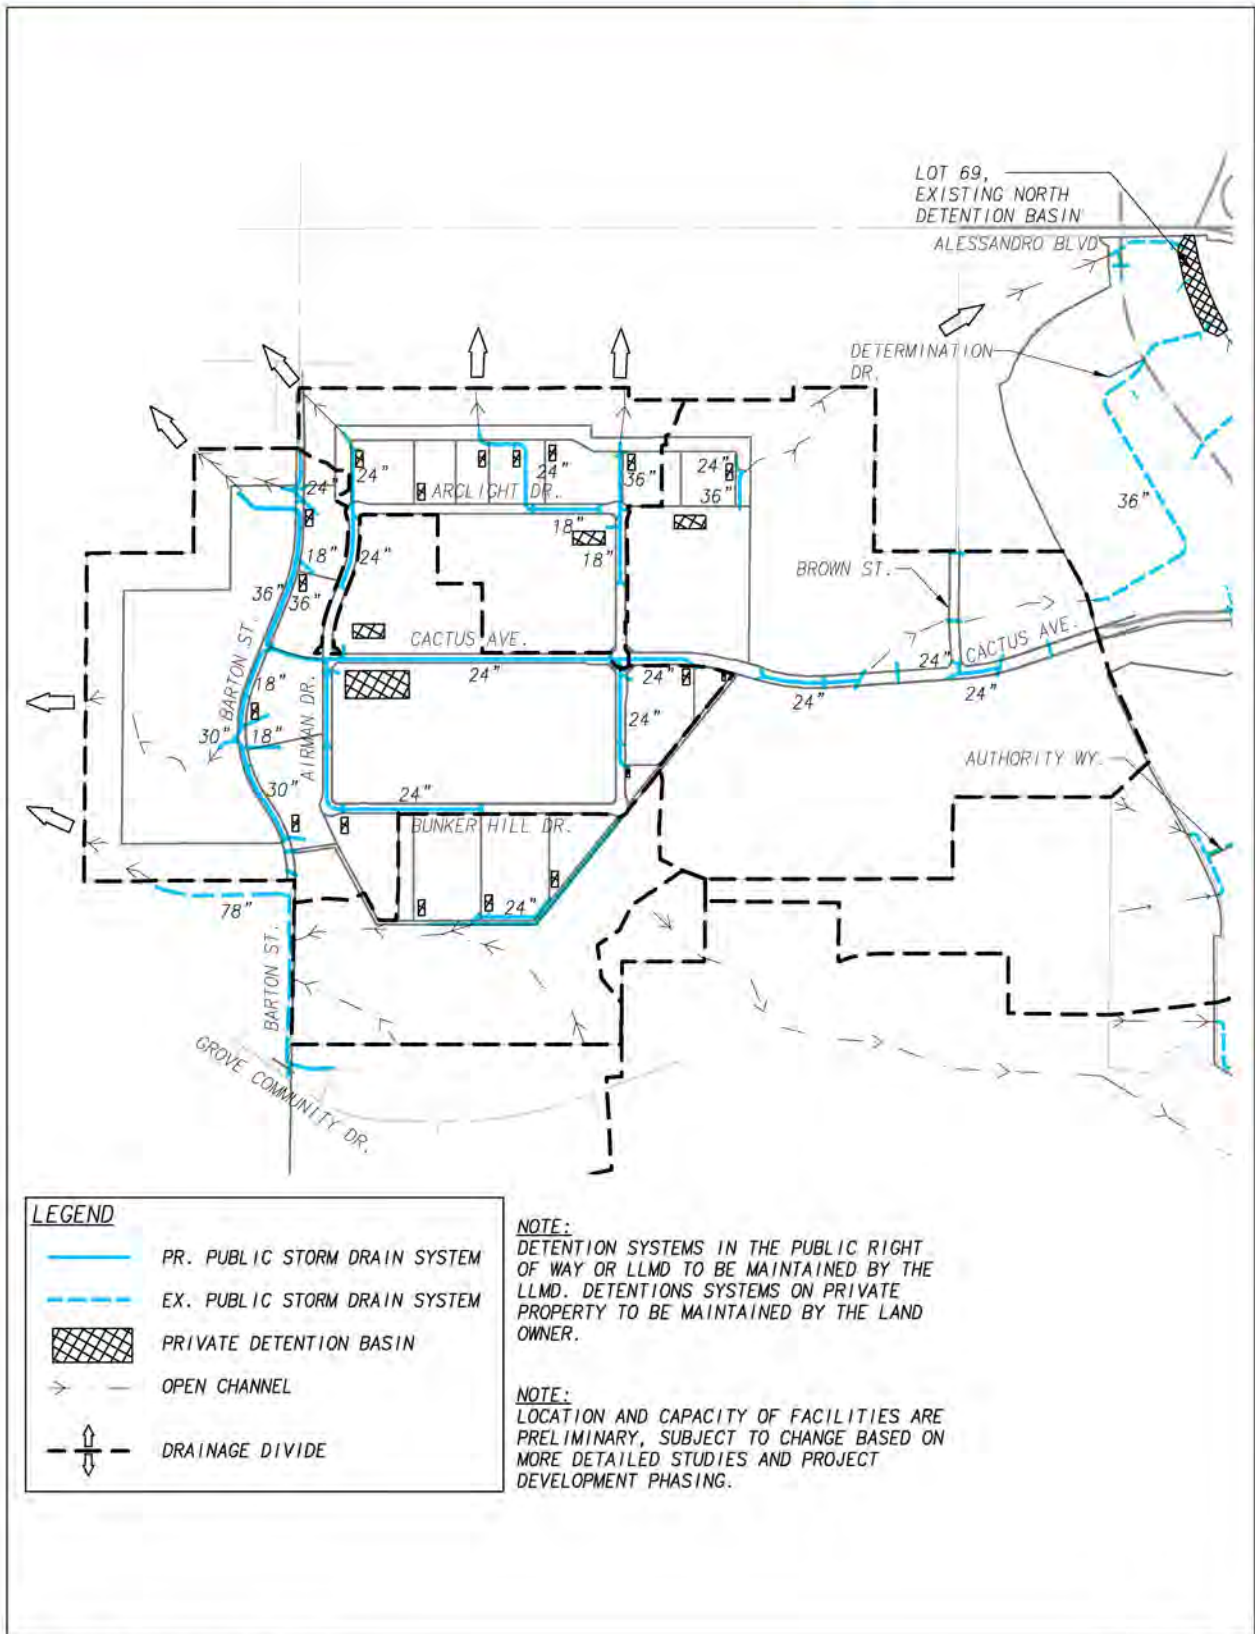 LOT 69,
EXISTING NORTH
DETENTION BASIN
ALESSANDRO BLVD
DETERMINATION
DR.
24"
24"
24"
36"
24"
36"
36"
ARCLIGHT DR.
18"
18"
18"
24"
36"
36"
BROWN ST.
BARTON ST.
CACTUS AVE.
CACTUS AVE.
24"
24"
24"
24"
24"
18"
30"
18"
AIRMAN DR.
24"
AUTHORITY WY.
30"
24"
BUNKER HILL DR.
78"
24"
BARTON ST.
GROVE COMMUNITY DR.
LEGEND
PR. PUBLIC STORM DRAIN SYSTEM
EX. PUBLIC STORM DRAIN SYSTEM
PRIVATE DETENTION BASIN
OPEN CHANNEL
DRAINAGE DIVIDE
NOTE:
DETENTION SYSTEMS IN THE PUBLIC RIGHT
OF WAY OR LLMD TO BE MAINTAINED BY THE
LLMD. DETENTIONS SYSTEMS ON PRIVATE
PROPERTY TO BE MAINTAINED BY THE LAND
OWNER.
NOTE:
LOCATION AND CAPACITY OF FACILITIES ARE
PRELIMINARY, SUBJECT TO CHANGE BASED ON
MORE DETAILED STUDIES AND PROJECT
DEVELOPMENT PHASING.